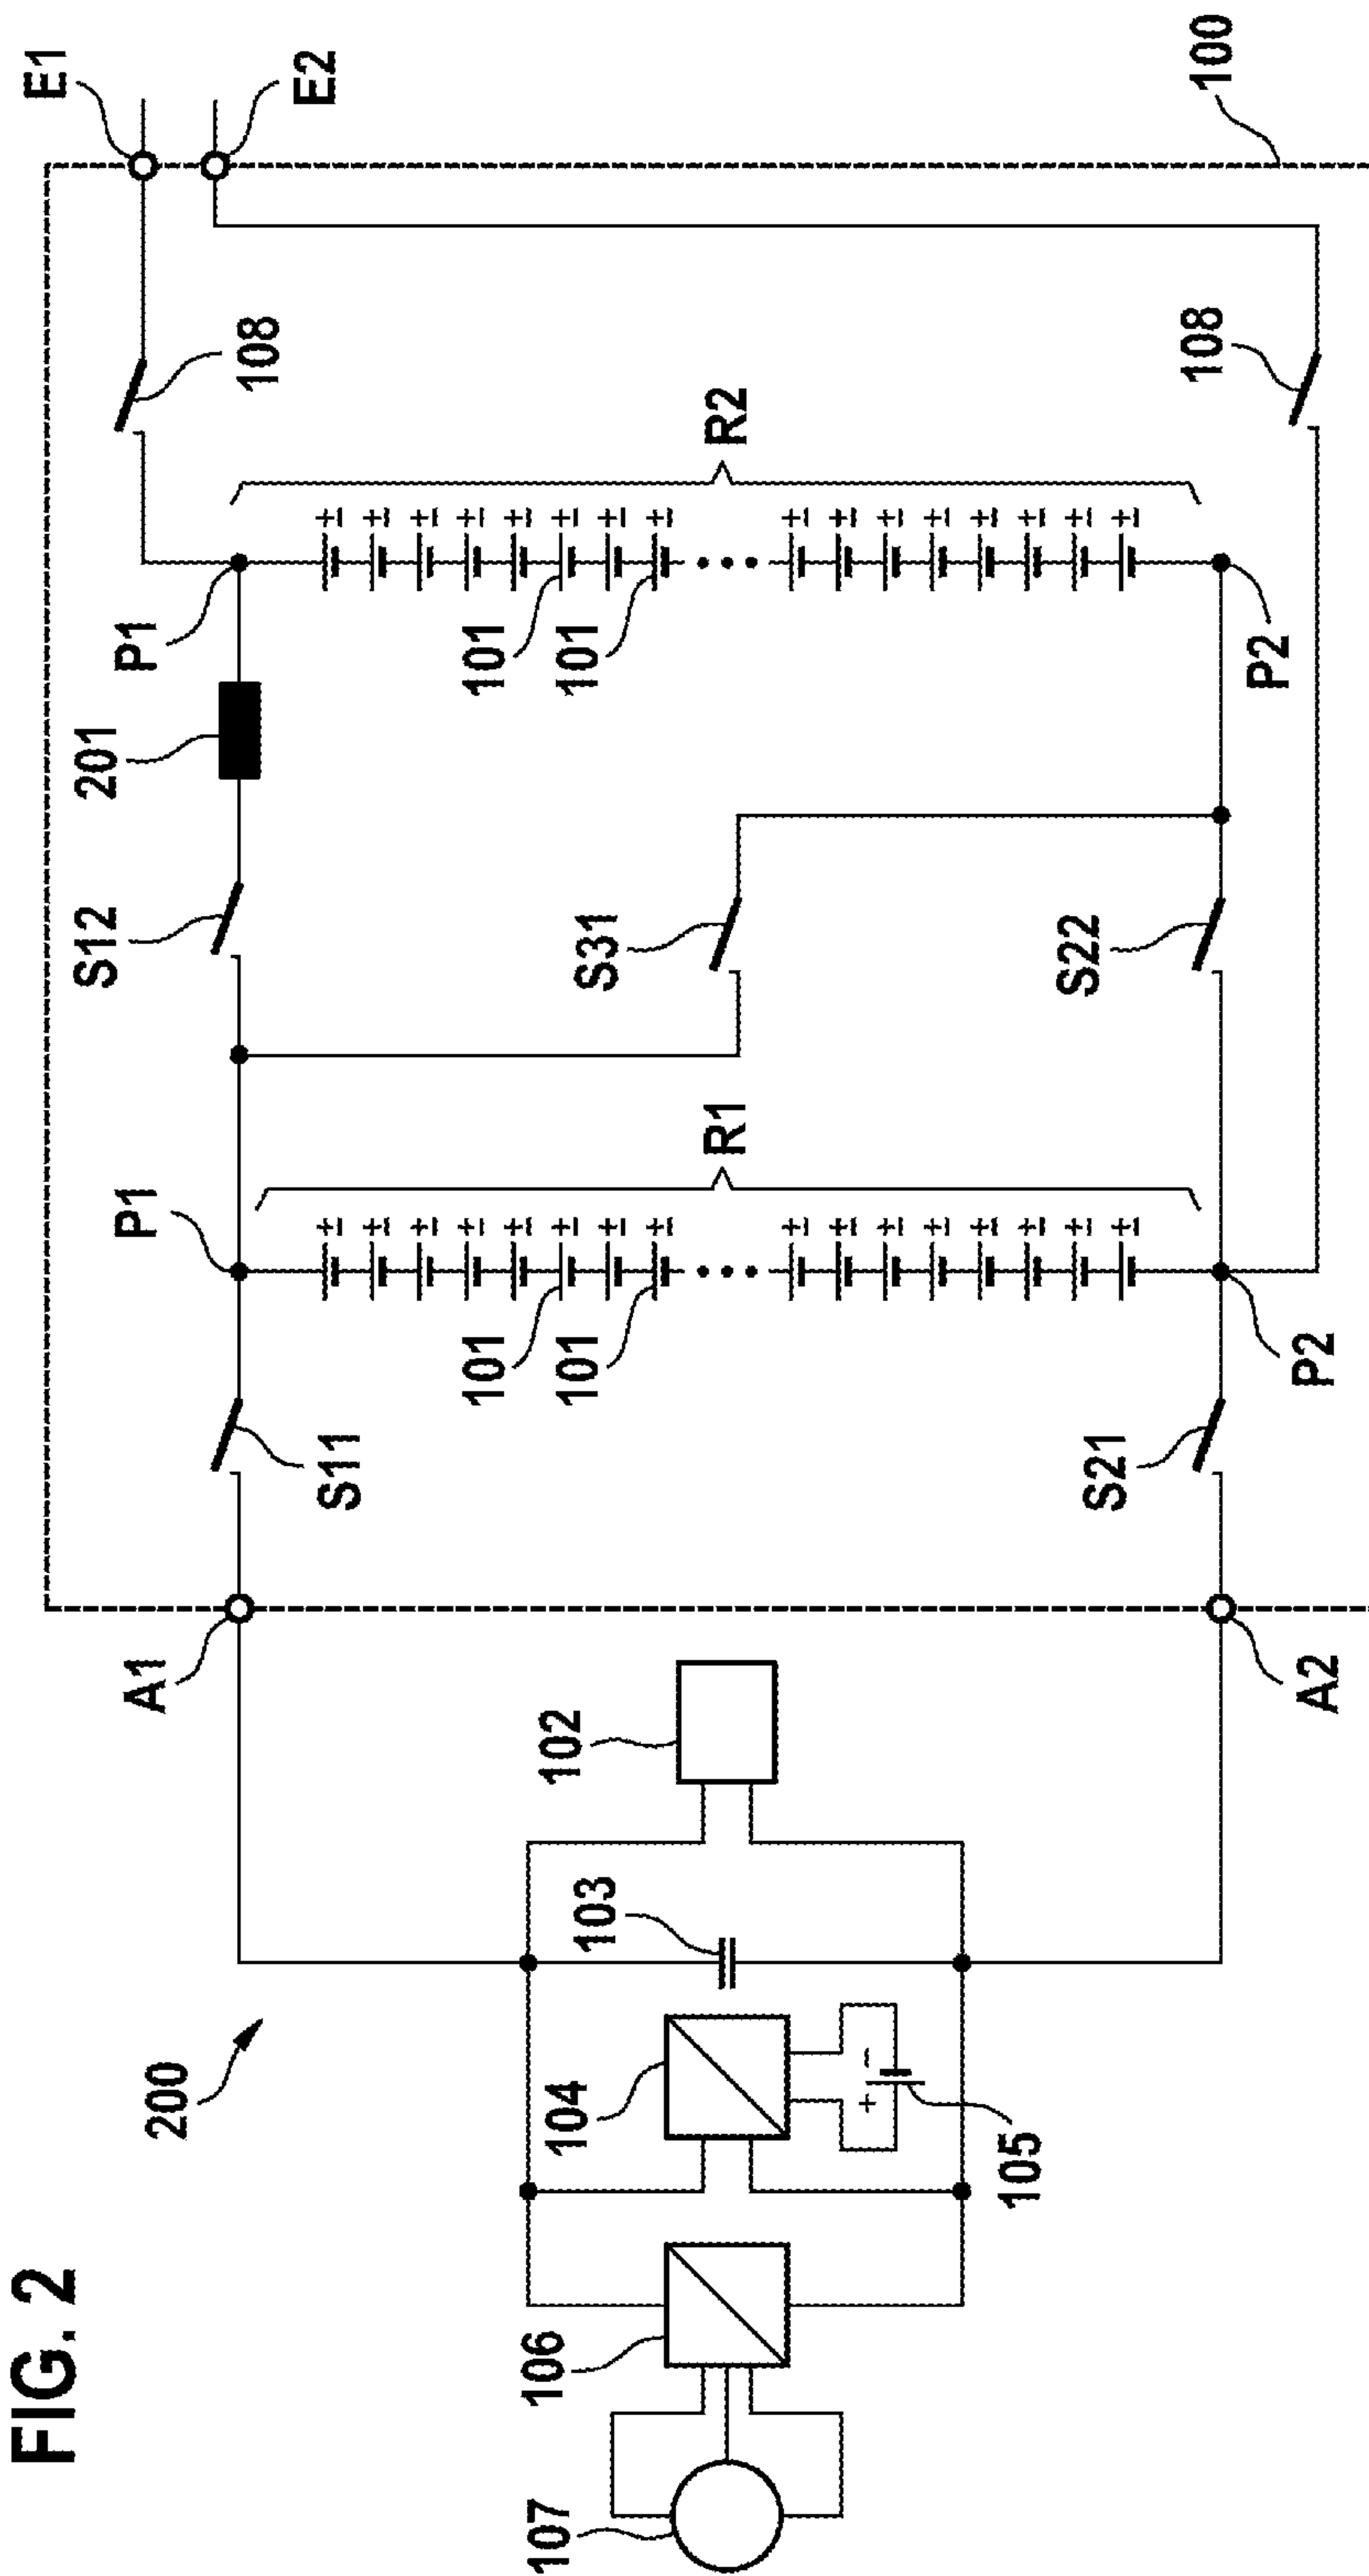 FIG. 2
200
E1
E2
100
108
108
P1
P1
201
S12
S11
A1
R2
R1
101
101
101
101
S31
S22
S21
P2
P2
A2
102
103
104
105
106
107
+ −
± ± ± ± ± ± ± ± ± ± ± ± ± ± ± ±
± ± ± ± ± ± ± ± ± ± ± ± ± ± ± ±